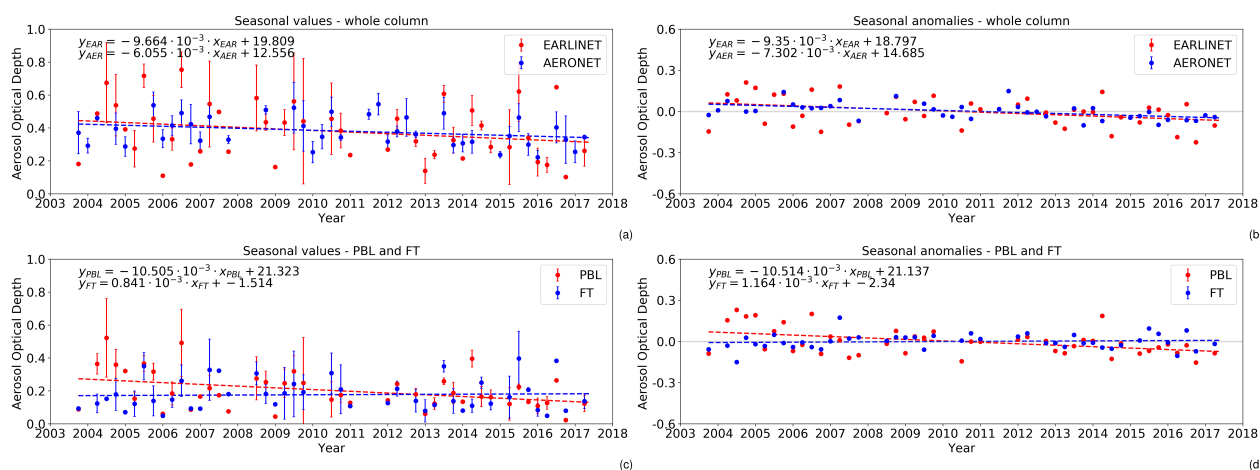 Seasonal values - whole column
y_EAR = −9.664·10⁻³·x_EAR + 19.809
y_AER = −6.055·10⁻³·x_AER + 12.556
EARLINET
AERONET
Aerosol Optical Depth
1.0
0.8
0.6
0.4
0.2
0.0
2003 2004 2005 2006 2007 2008 2009 2010 2011 2012 2013 2014 2015 2016 2017 2018
Year
(a)
Seasonal anomalies - whole column
y_EAR = −9.35·10⁻³·x_EAR + 18.797
y_AER = −7.302·10⁻³·x_AER + 14.685
EARLINET
AERONET
Aerosol Optical Depth
0.6
0.3
0.0
-0.3
-0.6
2003 2004 2005 2006 2007 2008 2009 2010 2011 2012 2013 2014 2015 2016 2017 2018
Year
(b
Seasonal values - PBL and FT
y_PBL = −10.505·10⁻³·x_PBL + 21.323
y_FT = 0.841·10⁻³·x_FT + −1.514
PBL
FT
Aerosol Optical Depth
1.0
0.8
0.6
0.4
0.2
0.0
2003 2004 2005 2006 2007 2008 2009 2010 2011 2012 2013 2014 2015 2016 2017 2018
Year
(c)
Seasonal anomalies - PBL and FT
y_PBL = −10.514·10⁻³·x_PBL + 21.137
y_FT = 1.164·10⁻³·x_FT + −2.34
PBL
FT
Aerosol Optical Depth
0.6
0.3
0.0
-0.3
-0.6
2003 2004 2005 2006 2007 2008 2009 2010 2011 2012 2013 2014 2015 2016 2017 2018
Year
(d